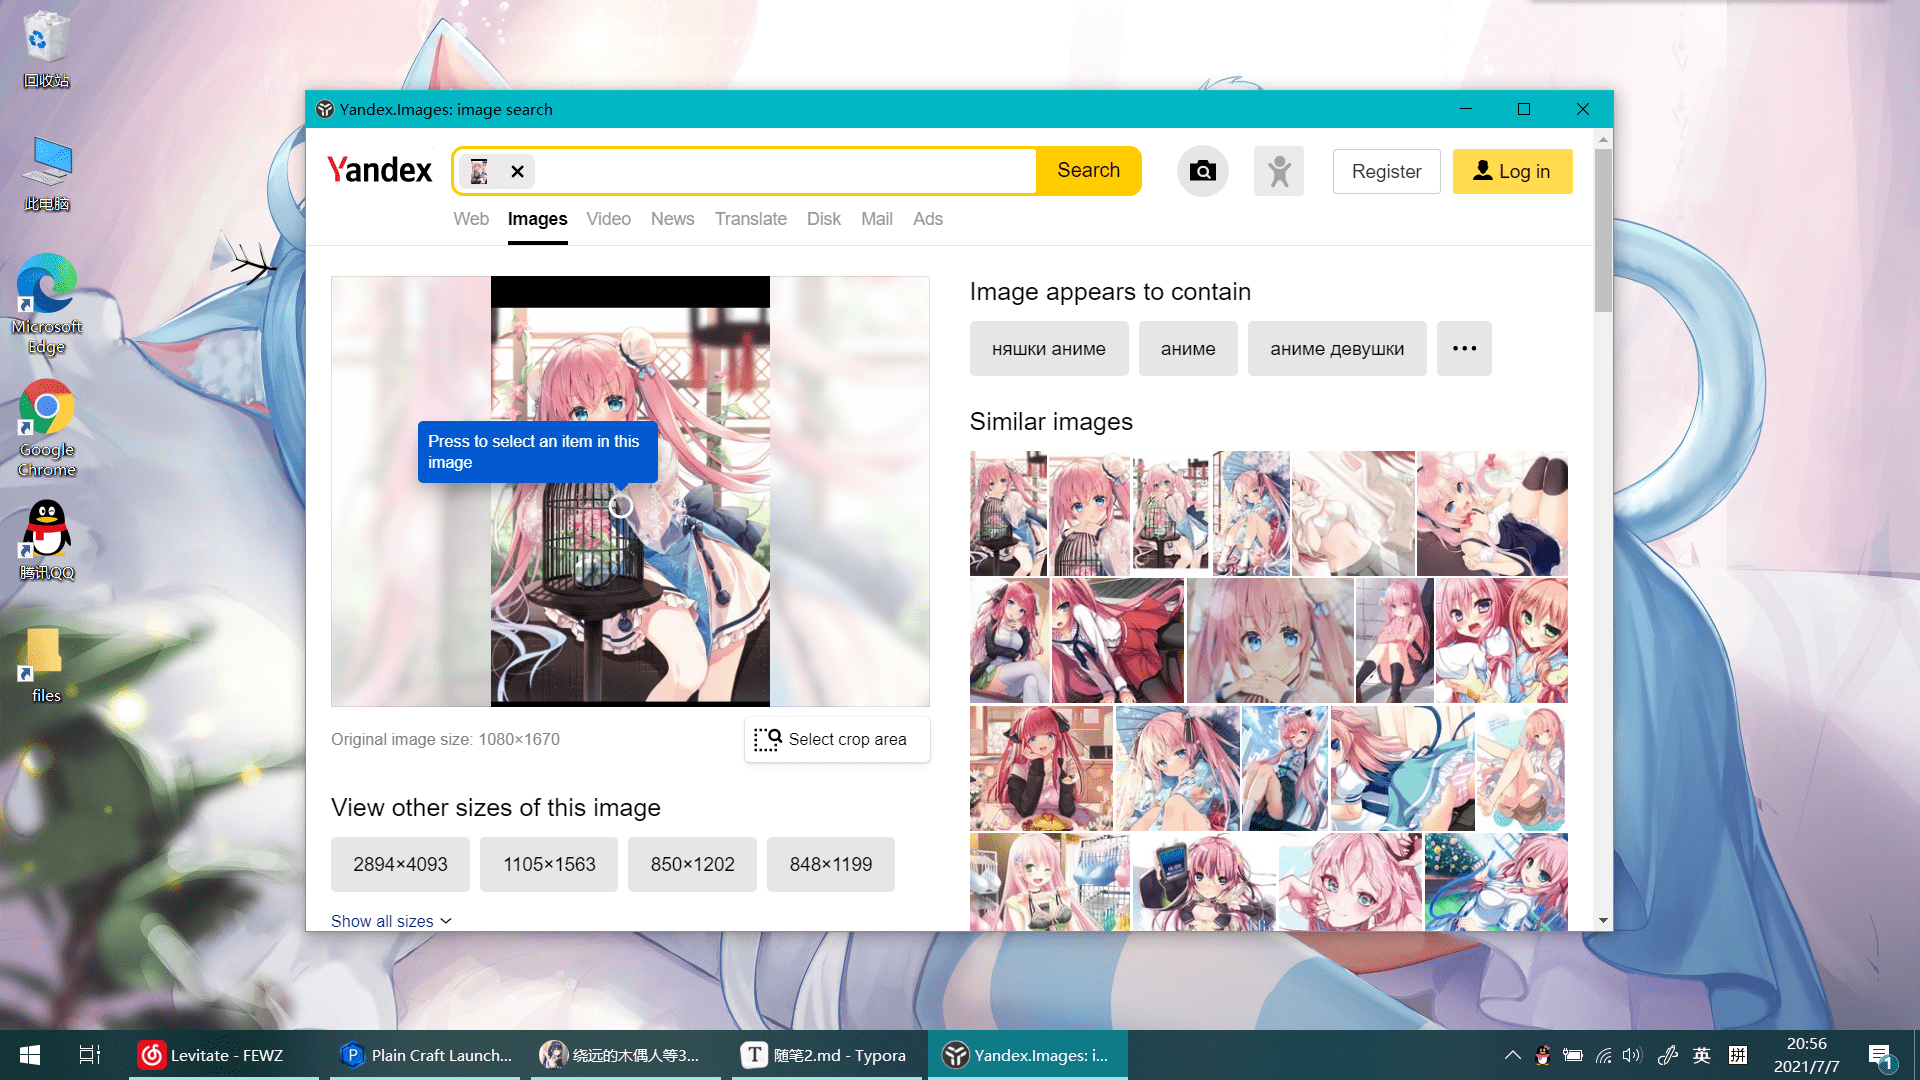 回收站
此电脑
Microsoft
Edge
Google
Chrome
腾讯QQ
files
Yandex.Images: image search
Yandex
Search
Register
Log in
Web Images Video News Translate Disk Mail Ads
Press to select an item in this
image
Original image size: 1080×1670
Select crop area
View other sizes of this image
2894×4093 1105×1563 850×1202 848×1199
Show all sizes
Image appears to contain
няшки аниме аниме аниме девушки
Similar images
Levitate - FEWZ
Plain Craft Launch...
绕远的木偶人等3...
随笔2.md - Typora
Yandex.Images: i...
英
拼
20:56
2021/7/7
1